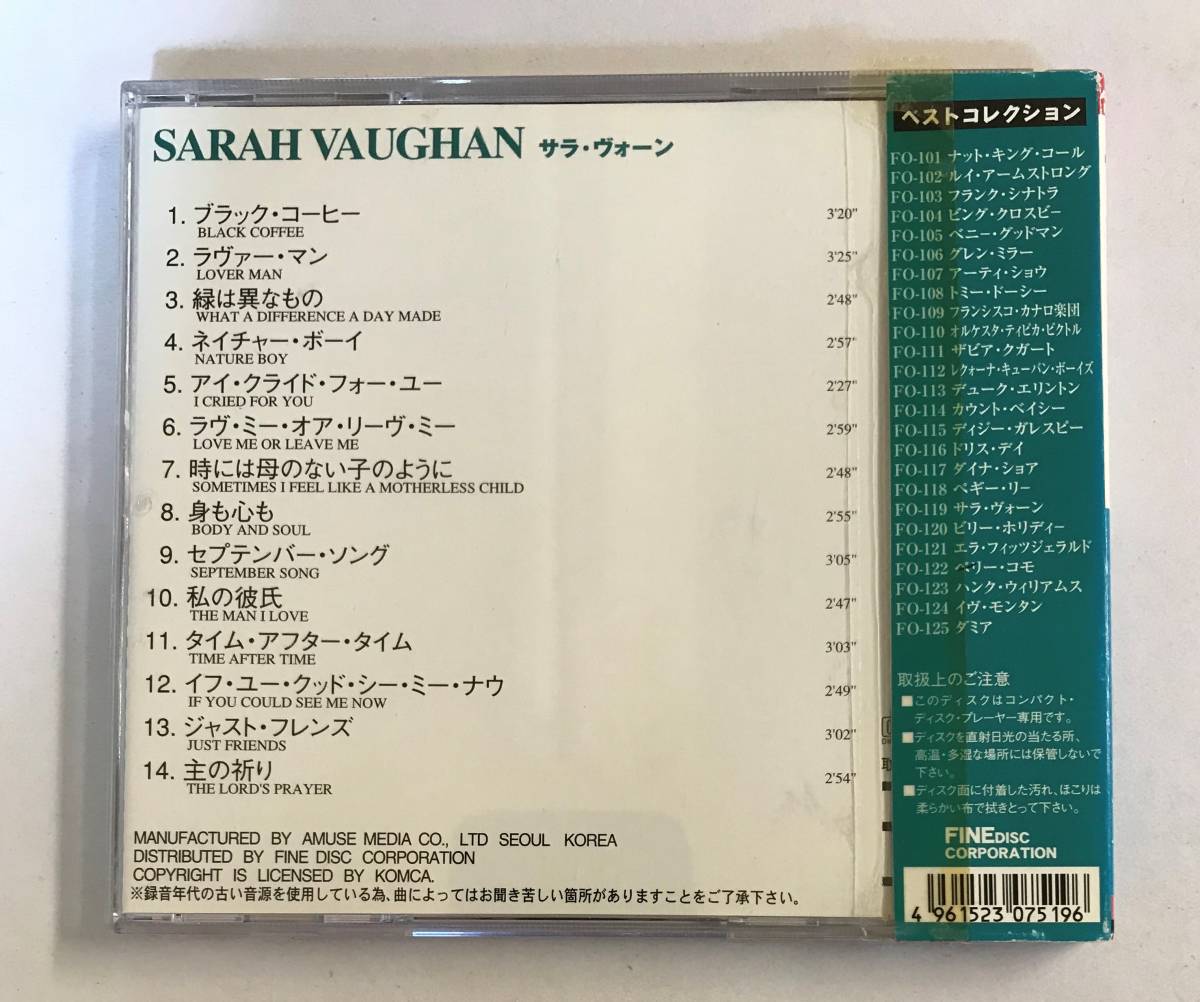 SARAH VAUGHAN サラ・ヴォーン
1. ブラック・コーヒー 3'20"
BLACK COFFEE
2. ラヴァー・マン 3'25"
LOVER MAN
3. 緑は異なもの 2'48"
WHAT A DIFFERENCE A DAY MADE
4. ネイチャー・ボーイ 2'57"
NATURE BOY
5. アイ・クライド・フォー・ユー 2'27"
I CRIED FOR YOU
6. ラヴ・ミー・オア・リーヴ・ミー 2'59"
LOVE ME OR LEAVE ME
7. 時には母のない子のように 2'48"
SOMETIMES I FEEL LIKE A MOTHERLESS CHILD
8. 身も心も 2'55"
BODY AND SOUL
9. セプテンバー・ソング 3'05"
SEPTEMBER SONG
10. 私の彼氏 2'47"
THE MAN I LOVE
11. タイム・アフター・タイム 3'03"
TIME AFTER TIME
12. イフ・ユー・クッド・シー・ミー・ナウ 2'49"
IF YOU COULD SEE ME NOW
13. ジャスト・フレンズ 3'02"
JUST FRIENDS
14. 主の祈り 2'54"
THE LORD'S PRAYER
MANUFACTURED BY AMUSE MEDIA CO., LTD SEOUL KOREA
DISTRIBUTED BY FINE DISC CORPORATION
COPYRIGHT IS LICENSED BY KOMCA.
※録音年代の古い音源を使用している為、曲によってはお聞き苦しい箇所がありますことをご了承下さい。
ベストコレクション
FO-101 ナット・キング・コール
FO-102 ルイ・アームストロング
FO-103 フランク・シナトラ
FO-104 ビング・クロスビー
FO-105 ベニー・グッドマン
FO-106 グレン・ミラー
FO-107 アーティ・ショウ
FO-108 トミー・ドーシー
FO-109 フランシスコ・カナロ楽団
FO-110 オルケスタ・ティピカ・ビクトル
FO-111 ザビア・クガート
FO-112 レクォーナ・キューバン・ボーイズ
FO-113 デューク・エリントン
FO-114 カウント・ベイシー
FO-115 ディジー・ガレスピー
FO-116 ドリス・デイ
FO-117 ダイナ・ショア
FO-118 ペギー・リー
FO-119 サラ・ヴォーン
FO-120 ビリー・ホリディー
FO-121 エラ・フィッツジェラルド
FO-122 ペリー・コモ
FO-123 ハンク・ウィリアムス
FO-124 イヴ・モンタン
FO-125 ダミア
取扱上のご注意
■このディスクはコンパクト・
ディスク・プレーヤー専用です。
■ディスクを直射日光の当たる所、
高温・多湿な場所には保管しないで
下さい。
■ディスク面に付着した汚れ、ほこりは
柔らかい布で拭きとって下さい。
FINE DISC
CORPORATION
4 961523 075196
取